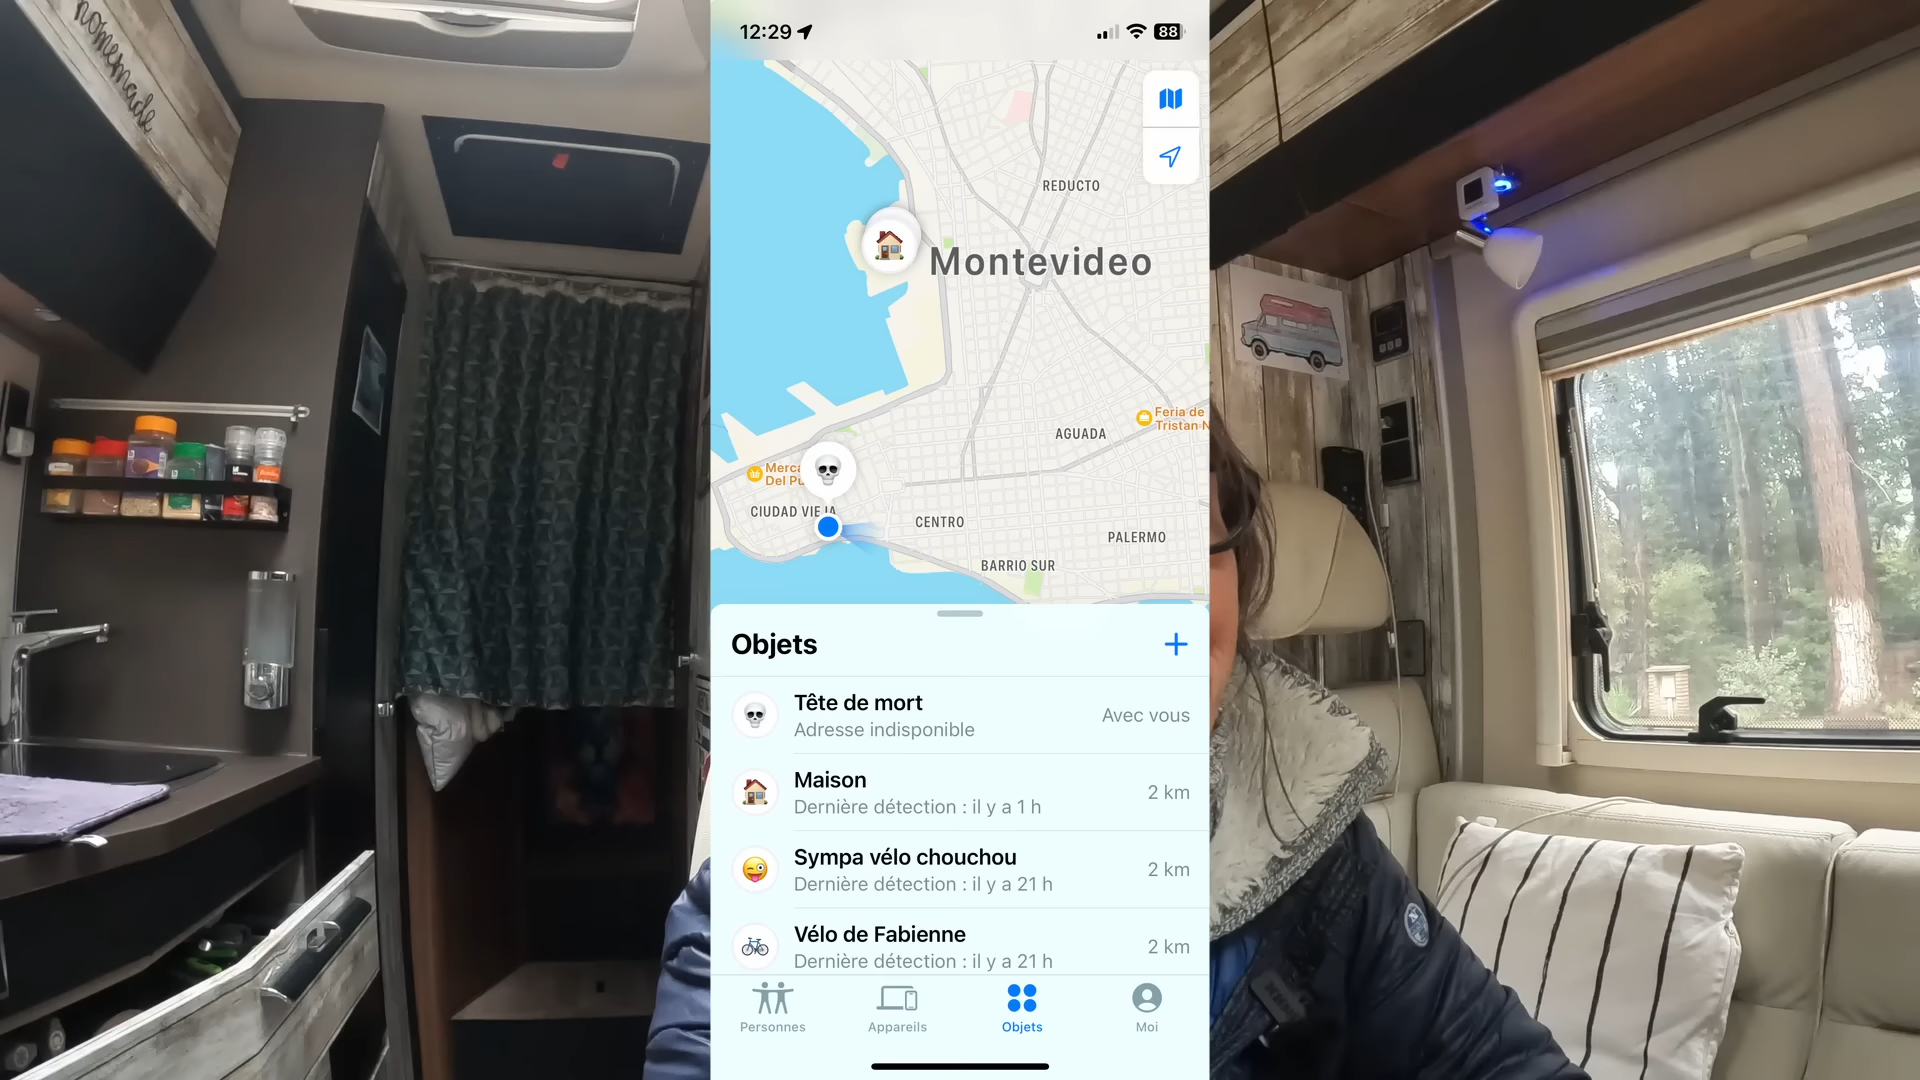 homemade
12:29
88
REDUCTO
Montevideo
Feria de
Tristan N
AGUADA
Merca
Del Pu
CIUDAD VIEJA
CENTRO
PALERMO
BARRIO SUR
Objets
Tête de mort
Adresse indisponible
Avec vous
Maison
Dernière détection : il y a 1 h
2 km
Sympa vélo chouchou
Dernière détection : il y a 21 h
2 km
Vélo de Fabienne
Dernière détection : il y a 21 h
2 km
Personnes
Appareils
Objets
Moi